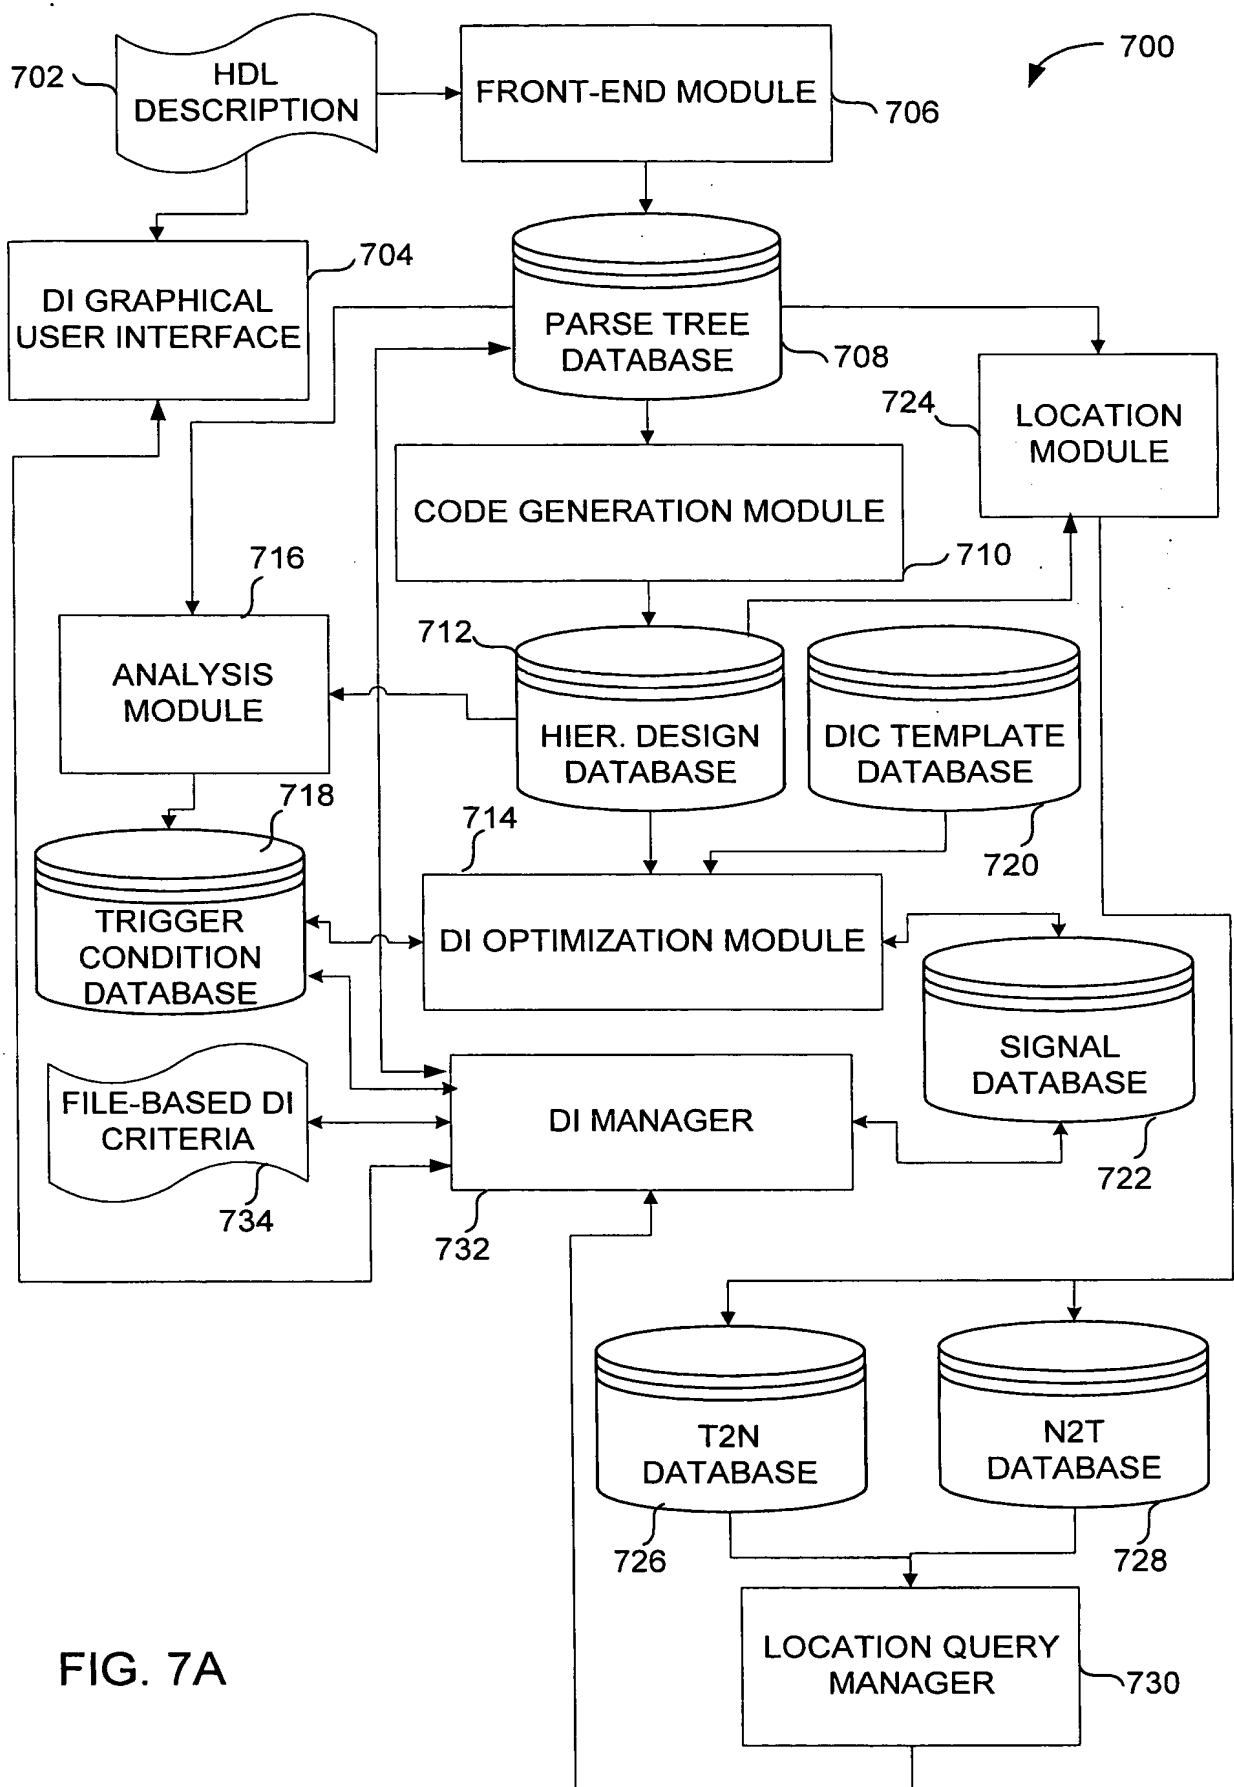 700
702
HDL
DESCRIPTION
FRONT-END MODULE
706
704
DI GRAPHICAL
USER INTERFACE
PARSE TREE
DATABASE
708
724
LOCATION
MODULE
CODE GENERATION MODULE
710
716
ANALYSIS
MODULE
712
HIER. DESIGN
DATABASE
DIC TEMPLATE
DATABASE
720
718
TRIGGER
CONDITION
DATABASE
714
DI OPTIMIZATION MODULE
SIGNAL
DATABASE
722
FILE-BASED DI
CRITERIA
734
DI MANAGER
732
T2N
DATABASE
726
N2T
DATABASE
728
LOCATION QUERY
MANAGER
730
FIG. 7A